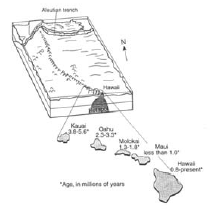 Aleutian trench
N
Hawaii
Kauai
3.8-5.6*
Oahu
2.2-3.3*
Molokai
1.3-1.8*
Maui
less than 1.0*
Hawaii
0.8-present*
*Age, in millions of years